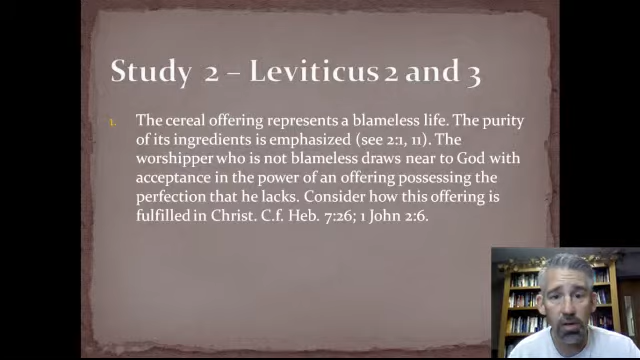 Study 2 – Leviticus 2 and 3
1. The cereal offering represents a blameless life. The purity
of its ingredients is emphasized (see 2:1, 11). The
worshipper who is not blameless draws near to God with
acceptance in the power of an offering possessing the
perfection that he lacks. Consider how this offering is
fulfilled in Christ. C.f. Heb. 7:26; 1 John 2:6.